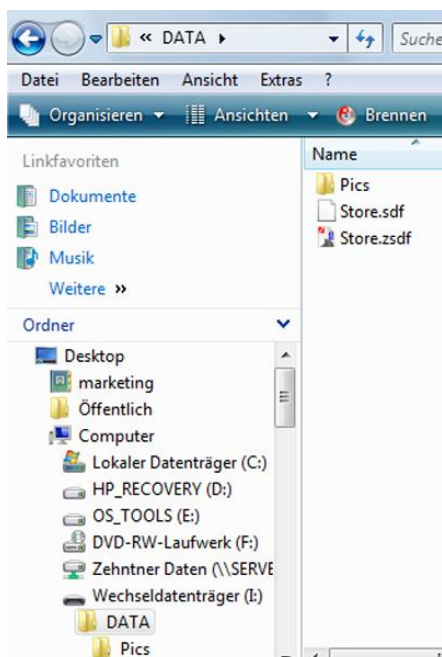 « DATA ▸
Suche
Datei Bearbeiten Ansicht Extras ?
Organisieren Ansichten Brennen
Linkfavoriten
Dokumente
Bilder
Musik
Weitere »
Ordner
Desktop
marketing
Öffentlich
Computer
Lokaler Datenträger (C:)
HP_RECOVERY (D:)
OS_TOOLS (E:)
DVD-RW-Laufwerk (F:)
Zehntner Daten (\\SERVE
Wechseldatenträger (I:)
DATA
Pics
Name
Pics
Store.sdf
Store.zsdf